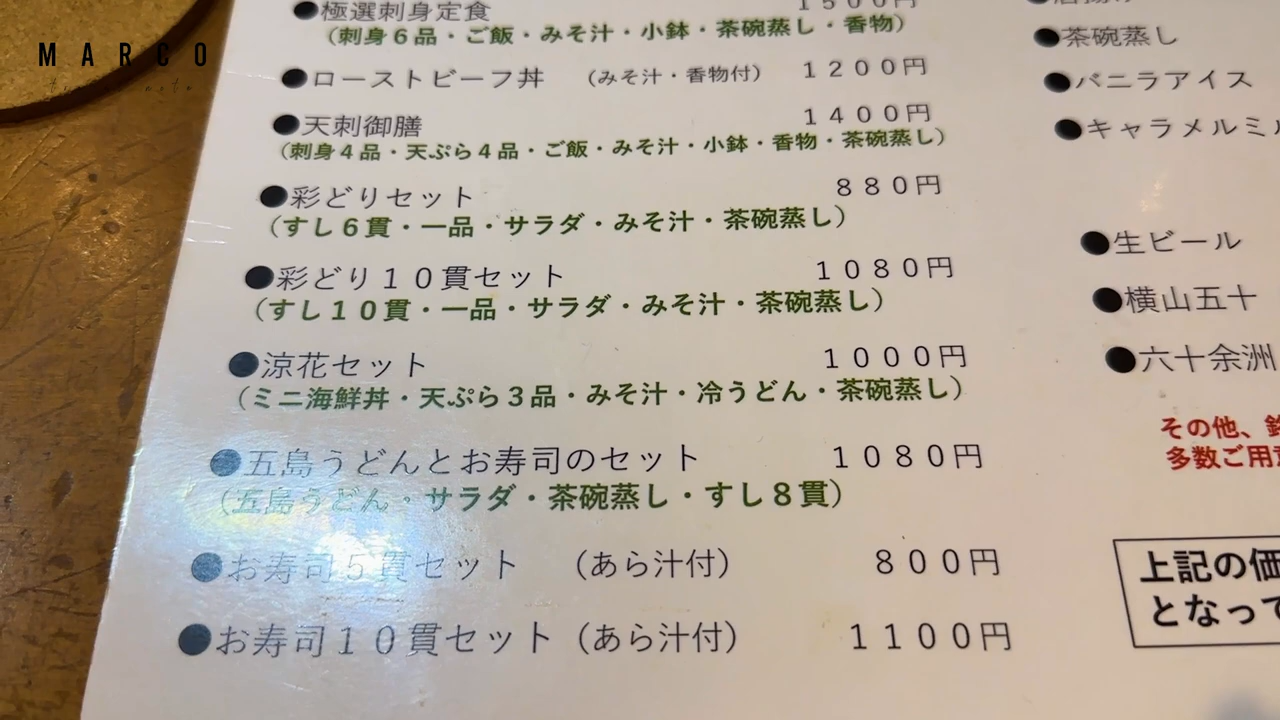 MARCO
●極選刺身定食 1500円
（刺身６品・ご飯・みそ汁・小鉢・茶碗蒸し・香物）
●ローストビーフ丼 （みそ汁・香物付） 1200円
●天刺御膳 1400円
（刺身４品・天ぷら４品・ご飯・みそ汁・小鉢・香物・茶碗蒸し）
●彩どりセット 880円
（すし６貫・一品・サラダ・みそ汁・茶碗蒸し）
●彩どり１０貫セット 1080円
（すし１０貫・一品・サラダ・みそ汁・茶碗蒸し）
●涼花セット 1000円
（ミニ海鮮丼・天ぷら３品・みそ汁・冷うどん・茶碗蒸し）
●五島うどんとお寿司のセット 1080円
（五島うどん・サラダ・茶碗蒸し・すし８貫）
●お寿司５貫セット （あら汁付） 800円
●お寿司１０貫セット（あら汁付） 1100円
●茶碗蒸し
●バニラアイス
●キャラメルミル
●生ビール
●横山五十
●六十余洲
その他、
多数ご用意
上記の価
となって